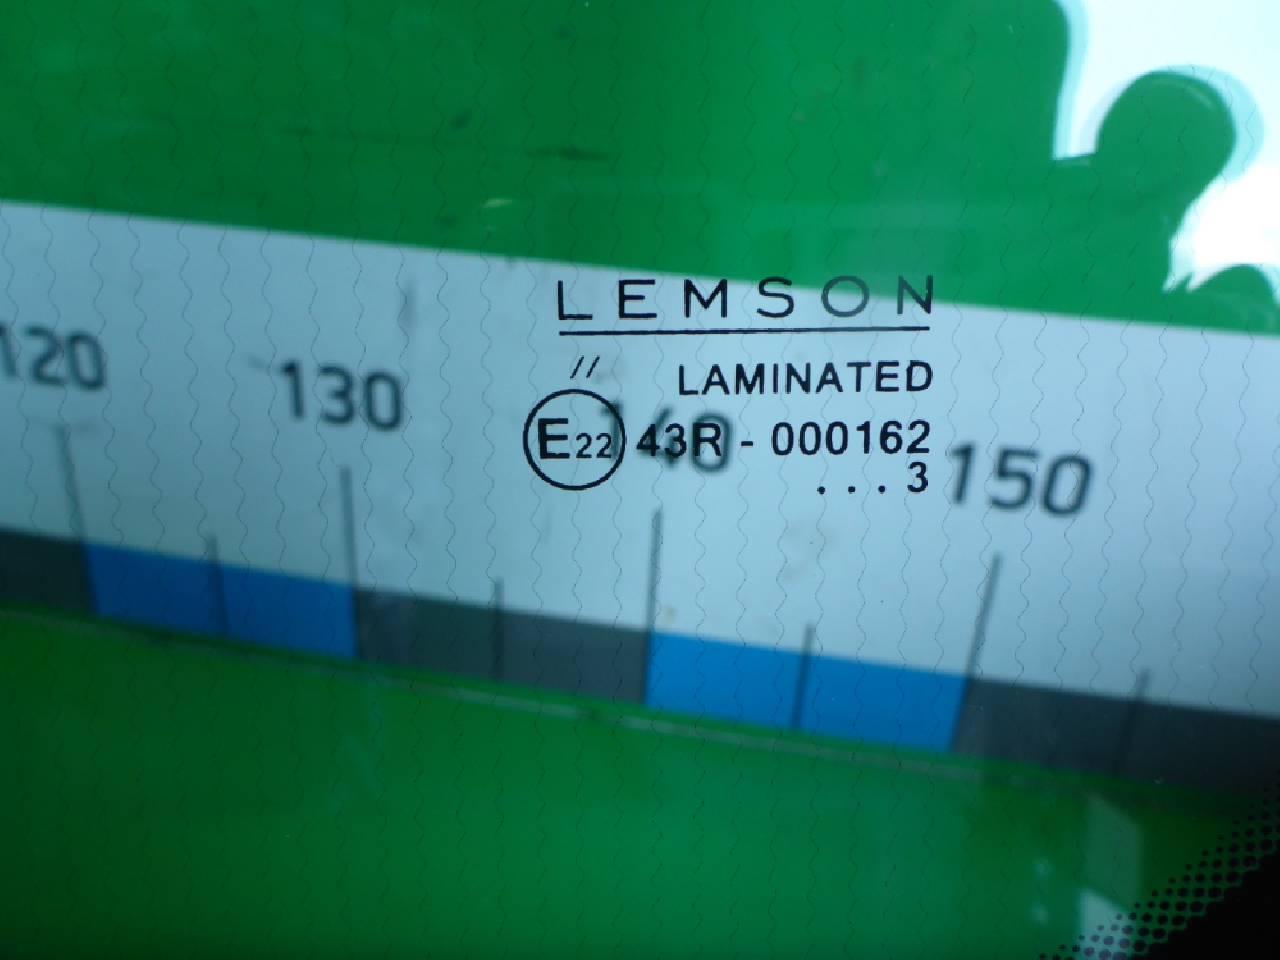 LEMSON
//
LAMINATED
E22 43R - 000162
. . . 3
120
130
140
150